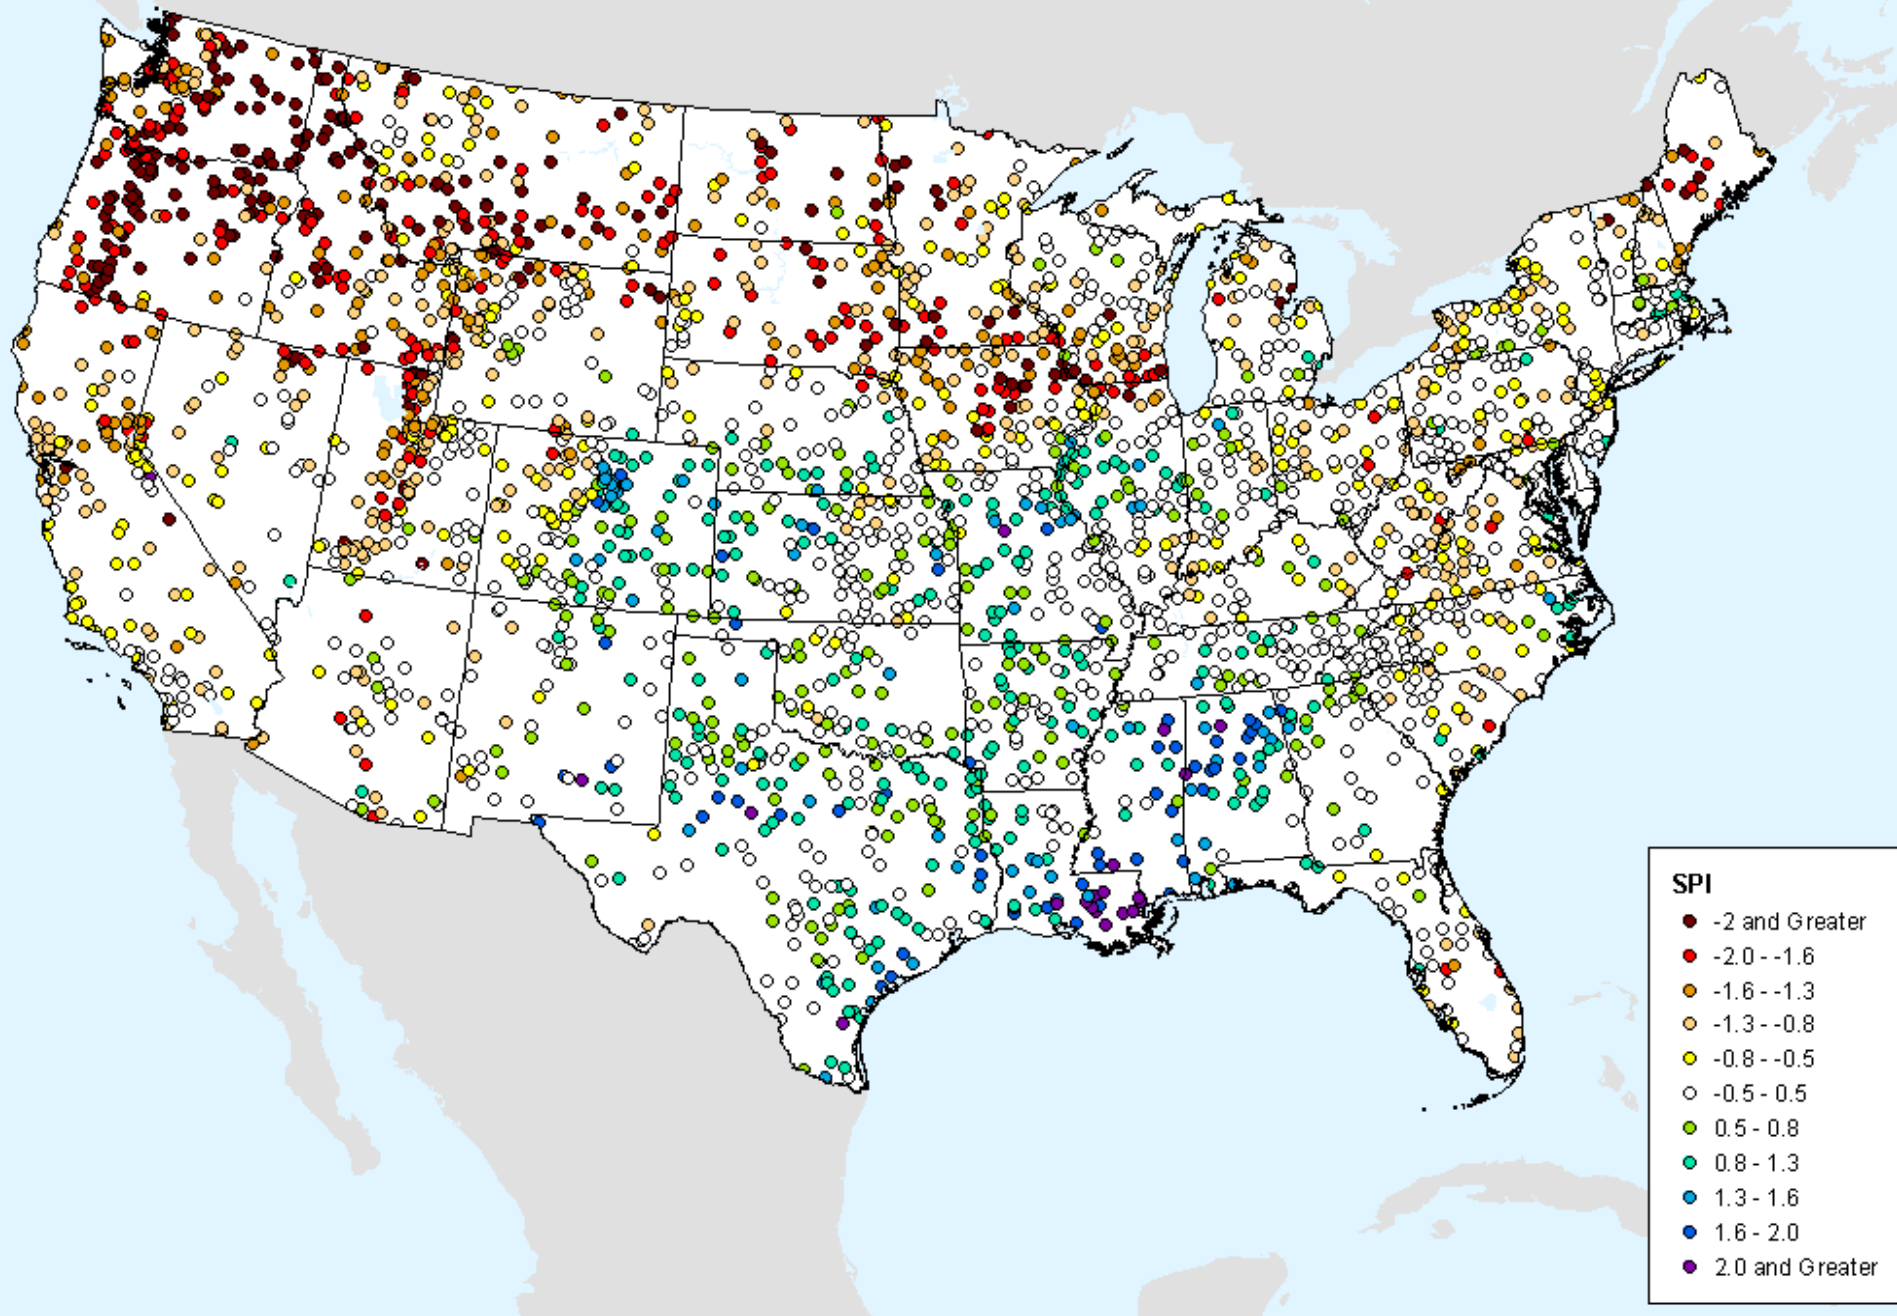 SPI
-2 and Greater
-2.0 - -1.6
-1.6 - -1.3
-1.3 - -0.8
-0.8 - -0.5
-0.5 - 0.5
0.5 - 0.8
0.8 - 1.3
1.3 - 1.6
1.6 - 2.0
2.0 and Greater